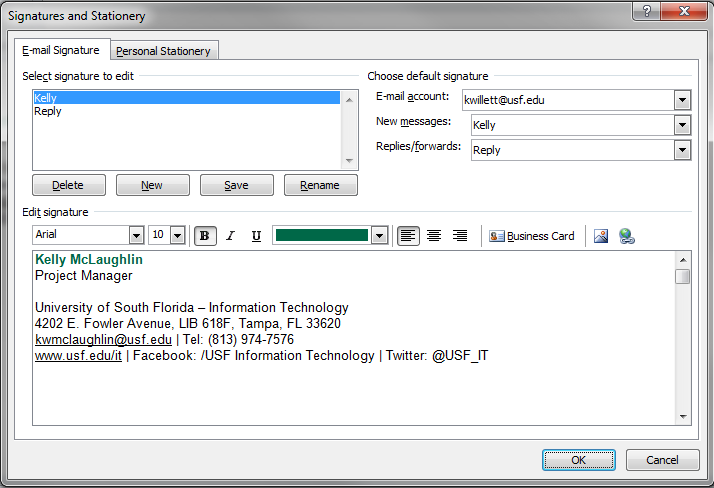 Signatures and Stationery
E-mail Signature
Personal Stationery
Select signature to edit
Kelly
Reply
Delete
New
Save
Rename
Choose default signature
E-mail account:
kwillett@usf.edu
New messages:
Kelly
Replies/forwards:
Reply
Edit signature
Arial
10
B
I
U
Business Card
Kelly McLaughlin
Project Manager
University of South Florida – Information Technology
4202 E. Fowler Avenue, LIB 618F, Tampa, FL 33620
kwmclaughlin@usf.edu | Tel: (813) 974-7576
www.usf.edu/it | Facebook: /USF Information Technology | Twitter: @USF_IT
OK
Cancel